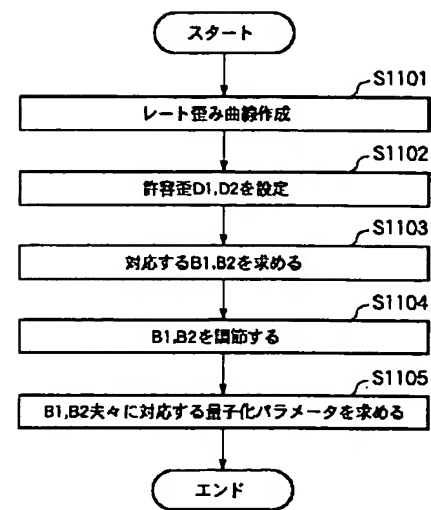 スタート
S1101
レート歪み曲線作成
S1102
許容歪D1,D2を設定
S1103
対応するB1,B2を求める
S1104
B1,B2を調節する
S1105
B1,B2夫々に対応する量子化パラメータを求める
エンド